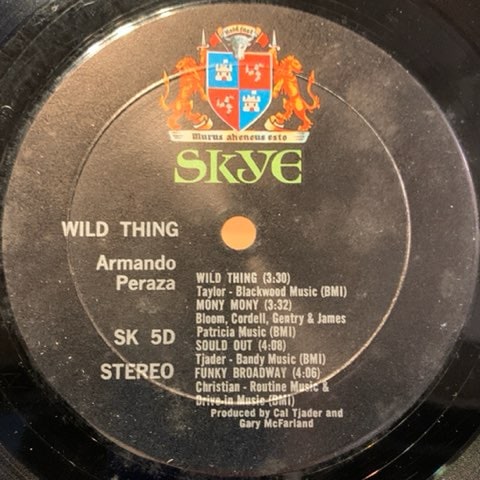 Hold fast
Murus aheneus esto
SKYE
WILD THING
Armando
Peraza
SK 5D
STEREO
WILD THING (3:30)
Taylor - Blackwood Music (BMI)
MONY MONY (3:32)
Bloom, Cordell, Gentry & James
Patricia Music (BMI)
SOULD OUT (4:08)
Tjader - Bandy Music (BMI)
FUNKY BROADWAY (4:06)
Christian - Routine Music &
Drive-in Music (BMI)
Produced by Cal Tjader and
Gary McFarland